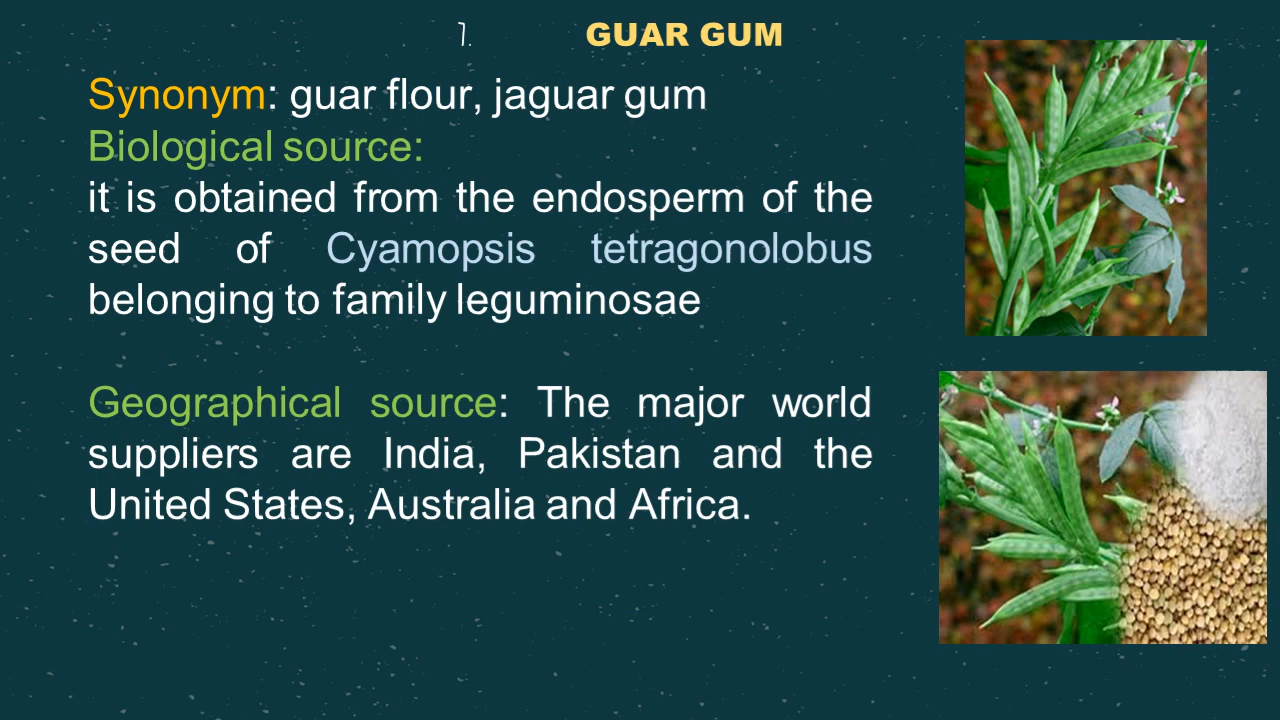 7. GUAR GUM
Synonym: guar flour, jaguar gum
Biological source:
it is obtained from the endosperm of the
seed of Cyamopsis tetragonolobus
belonging to family leguminosae
Geographical source: The major world
suppliers are India, Pakistan and the
United States, Australia and Africa.